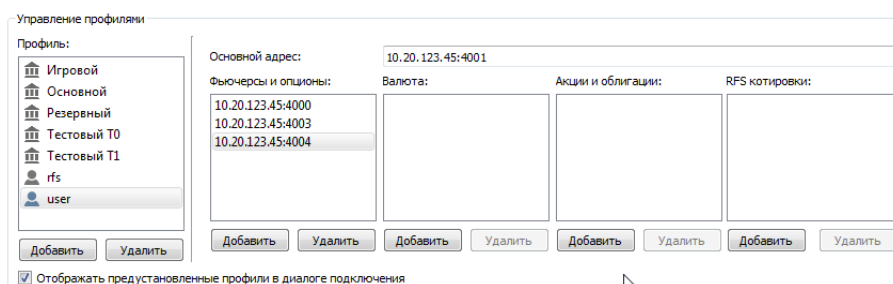 Управление профилями
Профиль:
Игровой
Основной
Резервный
Тестовый T0
Тестовый T1
rfs
user
Добавить Удалить
Основной адрес: 10.20.123.45:4001
Фьючерсы и опционы: Валюта: Акции и облигации: RFS котировки:
10.20.123.45:4000
10.20.123.45:4003
10.20.123.45:4004
Добавить Удалить Добавить Удалить Добавить Удалить Добавить Удалить
Отображать предустановленные профили в диалоге подключения